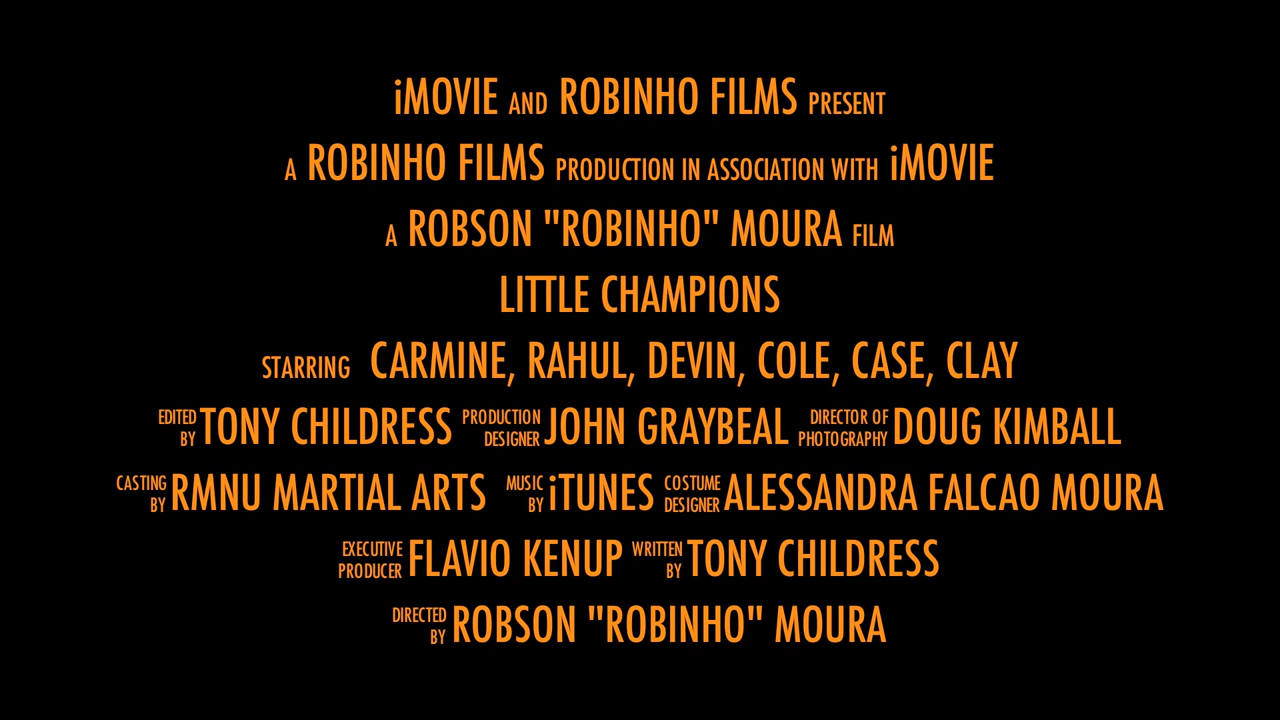 iMOVIE AND ROBINHO FILMS PRESENT
A ROBINHO FILMS PRODUCTION IN ASSOCIATION WITH iMOVIE
A ROBSON "ROBINHO" MOURA FILM
LITTLE CHAMPIONS
STARRING CARMINE, RAHUL, DEVIN, COLE, CASE, CLAY
EDITED BY TONY CHILDRESS PRODUCTION DESIGNER JOHN GRAYBEAL DIRECTOR OF PHOTOGRAPHY DOUG KIMBALL
CASTING BY RMNU MARTIAL ARTS MUSIC BY iTUNES COSTUME DESIGNER ALESSANDRA FALCAO MOURA
EXECUTIVE PRODUCER FLAVIO KENUP WRITTEN BY TONY CHILDRESS
DIRECTED BY ROBSON "ROBINHO" MOURA